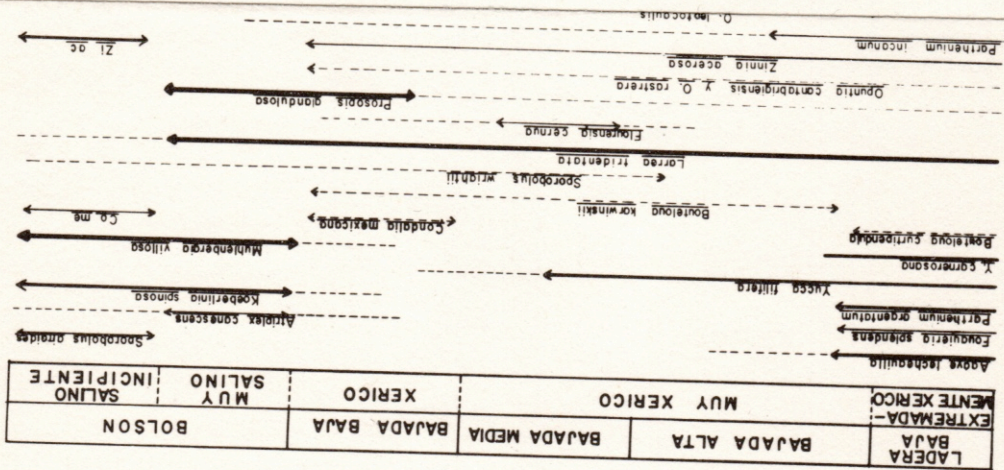 LADERA BAJA BAJADA ALTA BAJADA MEDIA BAJADA BAJA BOLSON
EXTREMADA-
MENTE XERICO MUY XERICO XERICO MUY SALINO SALINO INCIPIENTE
Agave lecheguilla Sporobolus airoides
Fouquieria splendens
Parthenium argentatum Atriplex canescens
Yucca filifera Koeberlinia spinosa
Y. carnerosana
Bouteloua curtipendula Muhlenbergia villosa
Bouteloua karwinskii Condalia mexicana Co. me
Sporobolus wrightii
Larrea tridentata
Flourensia cernua
Opuntia cantabrigiensis y O. rastrera Prosopis glandulosa
Zinnia acerosa
Parthenium incanum Zi ac
O. leptocaulis